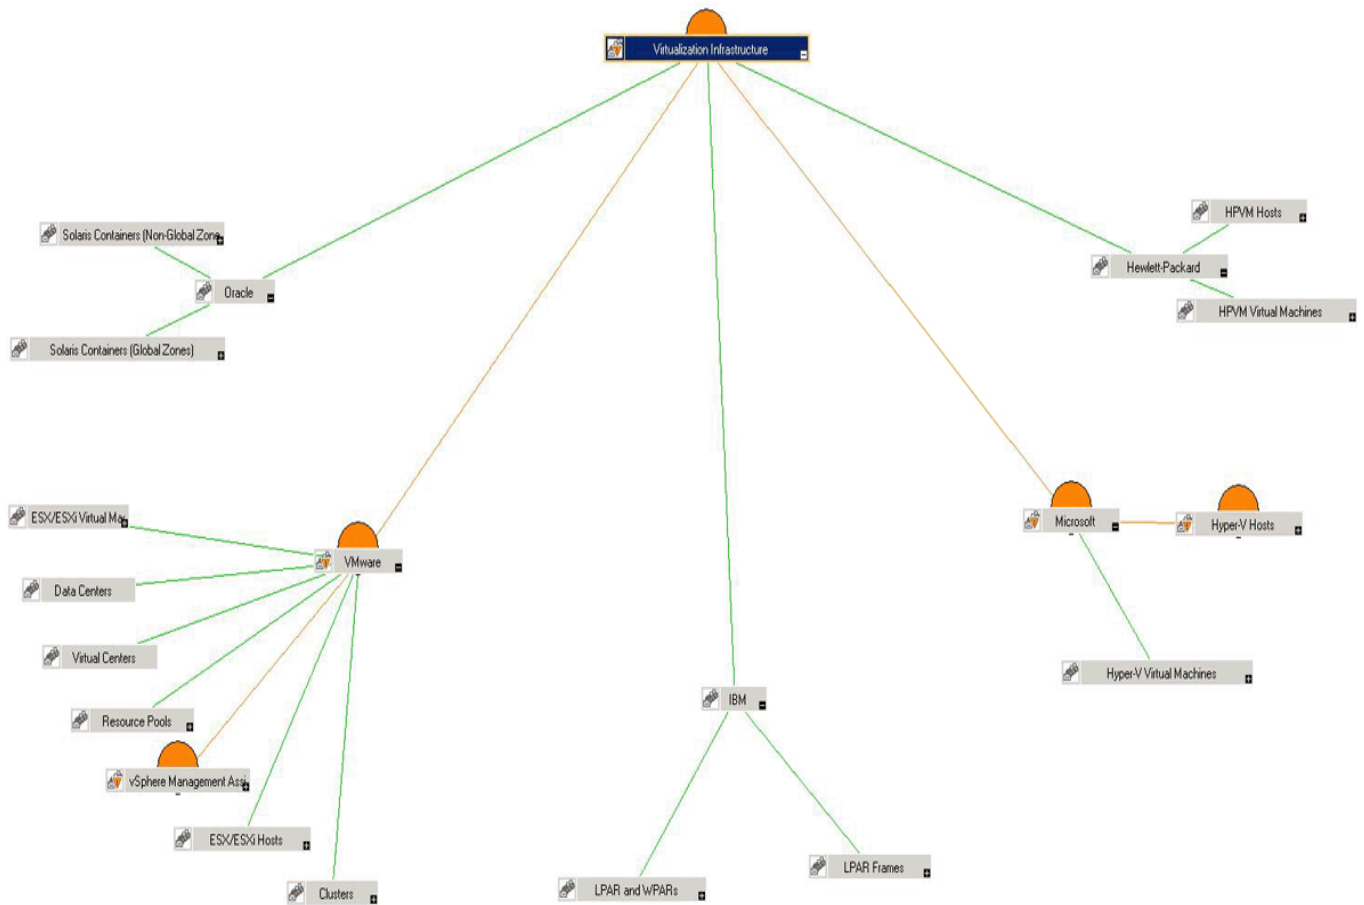 Virtualization Infrastructure
HPVM Hosts
Solaris Containers (Non-Global Zone
Hewlett-Packard
Oracle
HPVM Virtual Machines
Solaris Containers (Global Zones)
ESX/ESXi Virtual Mac
Microsoft
Hyper-V Hosts
VMware
Data Centers
Virtual Centers
Hyper-V Virtual Machines
IBM
Resource Pools
vSphere Management Assi
ESX/ESXi Hosts
LPAR Frames
LPAR and WPARs
Clusters